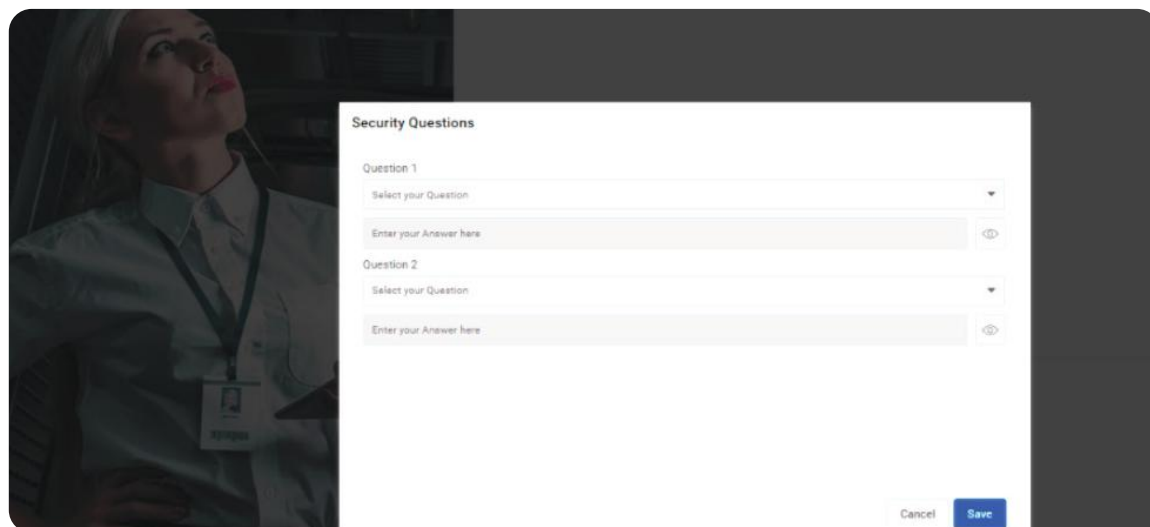 Security Questions
Question 1
Select your Question
Enter your Answer here
Question 2
Select your Question
Enter your Answer here
Cancel Save